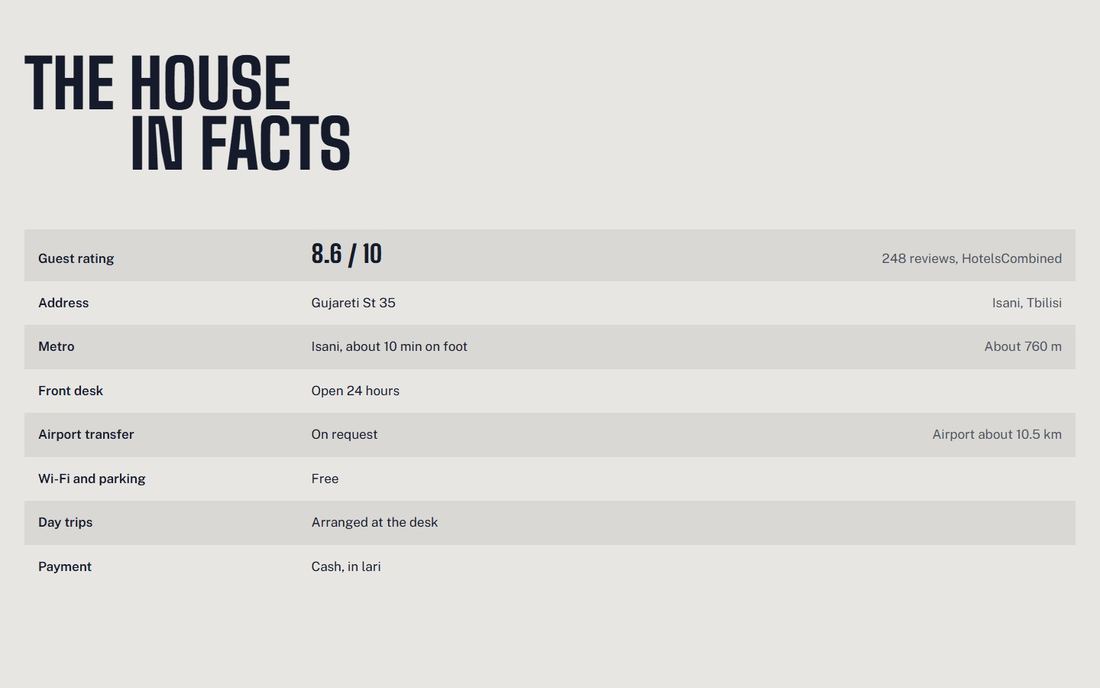 THE HOUSE
IN FACTS
Guest rating 8.6 / 10 248 reviews, HotelsCombined
Address Gujareti St 35 Isani, Tbilisi
Metro Isani, about 10 min on foot About 760 m
Front desk Open 24 hours
Airport transfer On request Airport about 10.5 km
Wi-Fi and parking Free
Day trips Arranged at the desk
Payment Cash, in lari